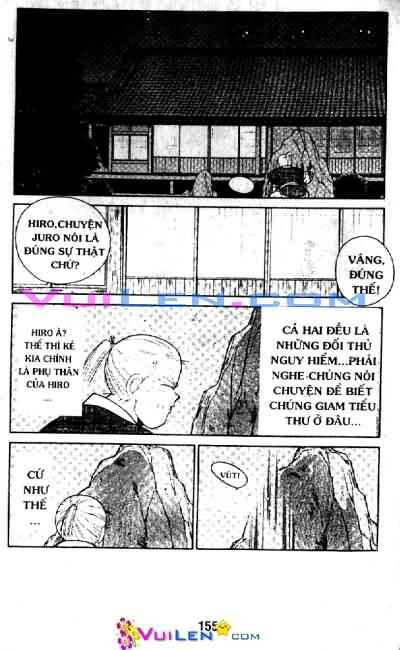 HIRO,CHUYỆN
JURO NÓI LÀ
ĐÚNG SỰ THẬT
CHỨ?
VÂNG,
ĐÚNG
THẾ!
VUILEN.COM
HIRO À?
THẾ THÌ KẺ
KIA CHÍNH
LÀ PHỤ THÂN
CỦA HIRO ...
CẢ HAI ĐỀU LÀ
NHỮNG ĐỐI THỦ
NGUY HIỂM...PHẢI
NGHE CHÚNG NÓI
CHUYỆN ĐỂ BIẾT
CHÚNG GIAM TIỂU
THƯ Ở ĐÂU...
CỨ
NHƯ
THẾ
...
VÚT!
155
VUILEN.COM